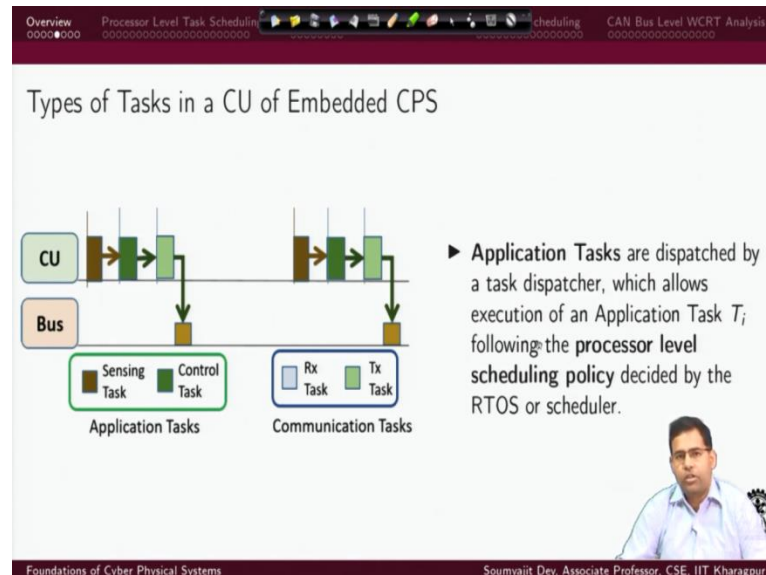 Overview Processor Level Task Scheduling cheduling CAN Bus Level WCRT Analysis
Types of Tasks in a CU of Embedded CPS
CU
Bus
Sensing Task
Control Task
Application Tasks
Rx Task
Tx Task
Communication Tasks
▶ Application Tasks are dispatched by
a task dispatcher, which allows
execution of an Application Task Ti
following the processor level
scheduling policy decided by the
RTOS or scheduler.
Foundations of Cyber Physical Systems Soumyajit Dey, Associate Professor, CSE, IIT Kharagpur